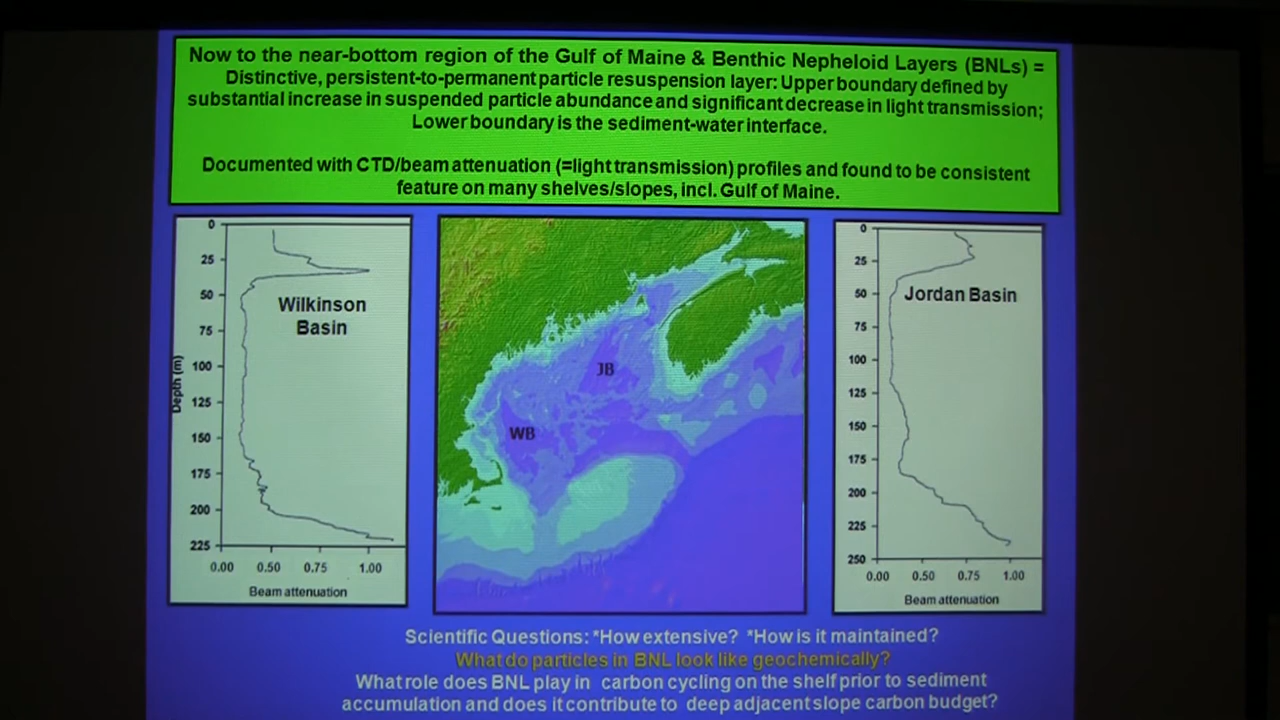 Now to the near-bottom region of the Gulf of Maine & Benthic Nepheloid Layers (BNLs) =
Distinctive, persistent-to-permanent particle resuspension layer: Upper boundary defined by
substantial increase in suspended particle abundance and significant decrease in light transmission;
Lower boundary is the sediment-water interface.
Documented with CTD/beam attenuation (=light transmission) profiles and found to be consistent
feature on many shelves/slopes, incl. Gulf of Maine.
0
25
50
75
100
125
150
175
200
225
Depth (m)
Wilkinson
Basin
0.00 0.50 0.75 1.00
Beam attenuation
JB
WB
0
25
50
75
100
125
150
175
200
225
250
Jordan Basin
0.00 0.50 0.75 1.00
Beam attenuation
Scientific Questions: *How extensive? *How is it maintained?
What do particles in BNL look like geochemically?
What role does BNL play in carbon cycling on the shelf prior to sediment
accumulation and does it contribute to deep adjacent slope carbon budget?